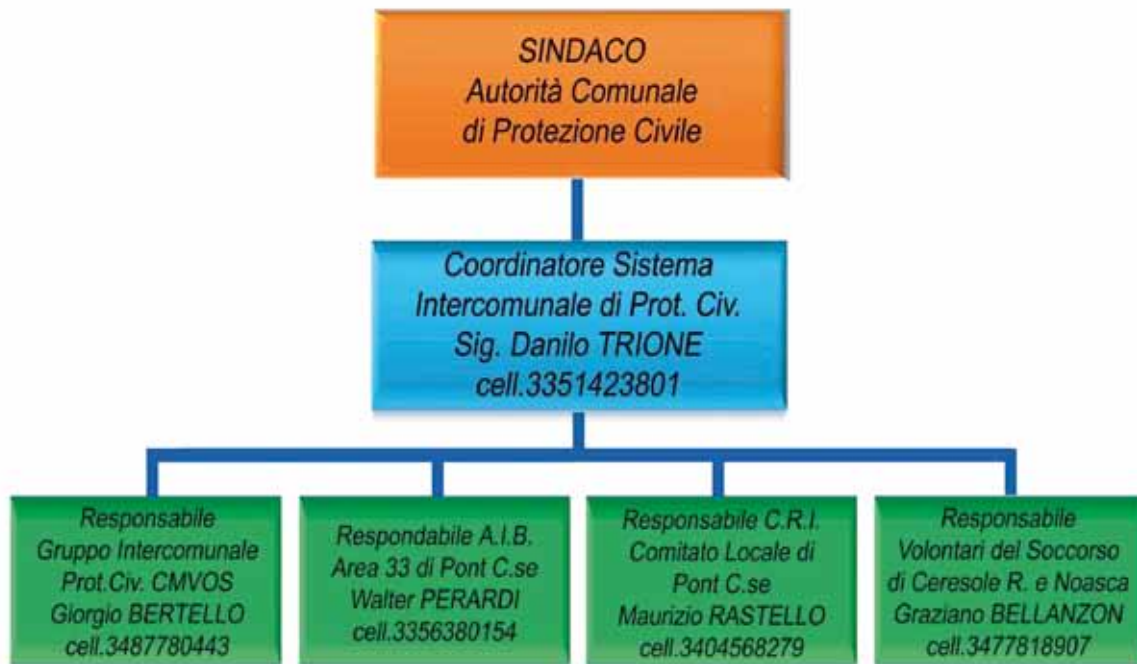 SINDACO
Autorità Comunale
di Protezione Civile
Coordinatore Sistema
Intercomunale di Prot. Civ.
Sig. Danilo TRIONE
cell.3351423801
Responsabile
Gruppo Intercomunale
Prot.Civ. CMVOS
Giorgio BERTELLO
cell.3487780443
Respondabile A.I.B.
Area 33 di Pont C.se
Walter PERARDI
cell.3356380154
Responsabile C.R.I.
Comitato Locale di
Pont C.se
Maurizio RASTELLO
cell.3404568279
Responsabile
Volontari del Soccorso
di Ceresole R. e Noasca
Graziano BELLANZON
cell.3477818907